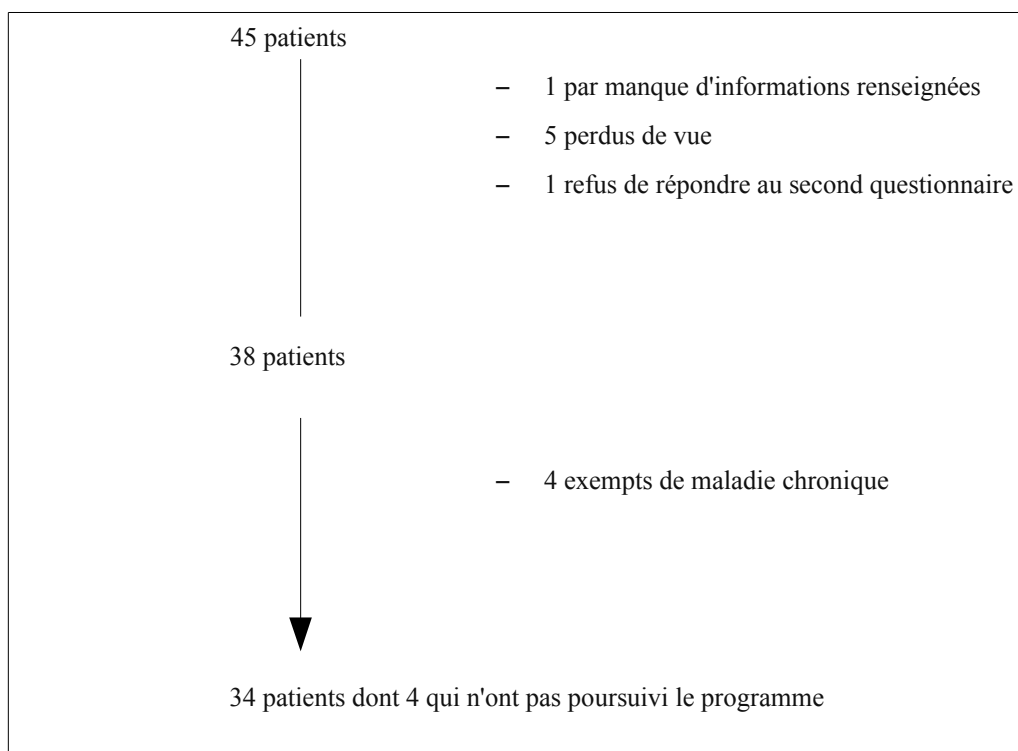 45 patients
– 1 par manque d'informations renseignées
– 5 perdus de vue
– 1 refus de répondre au second questionnaire
38 patients
– 4 exempts de maladie chronique
34 patients dont 4 qui n'ont pas poursuivi le programme